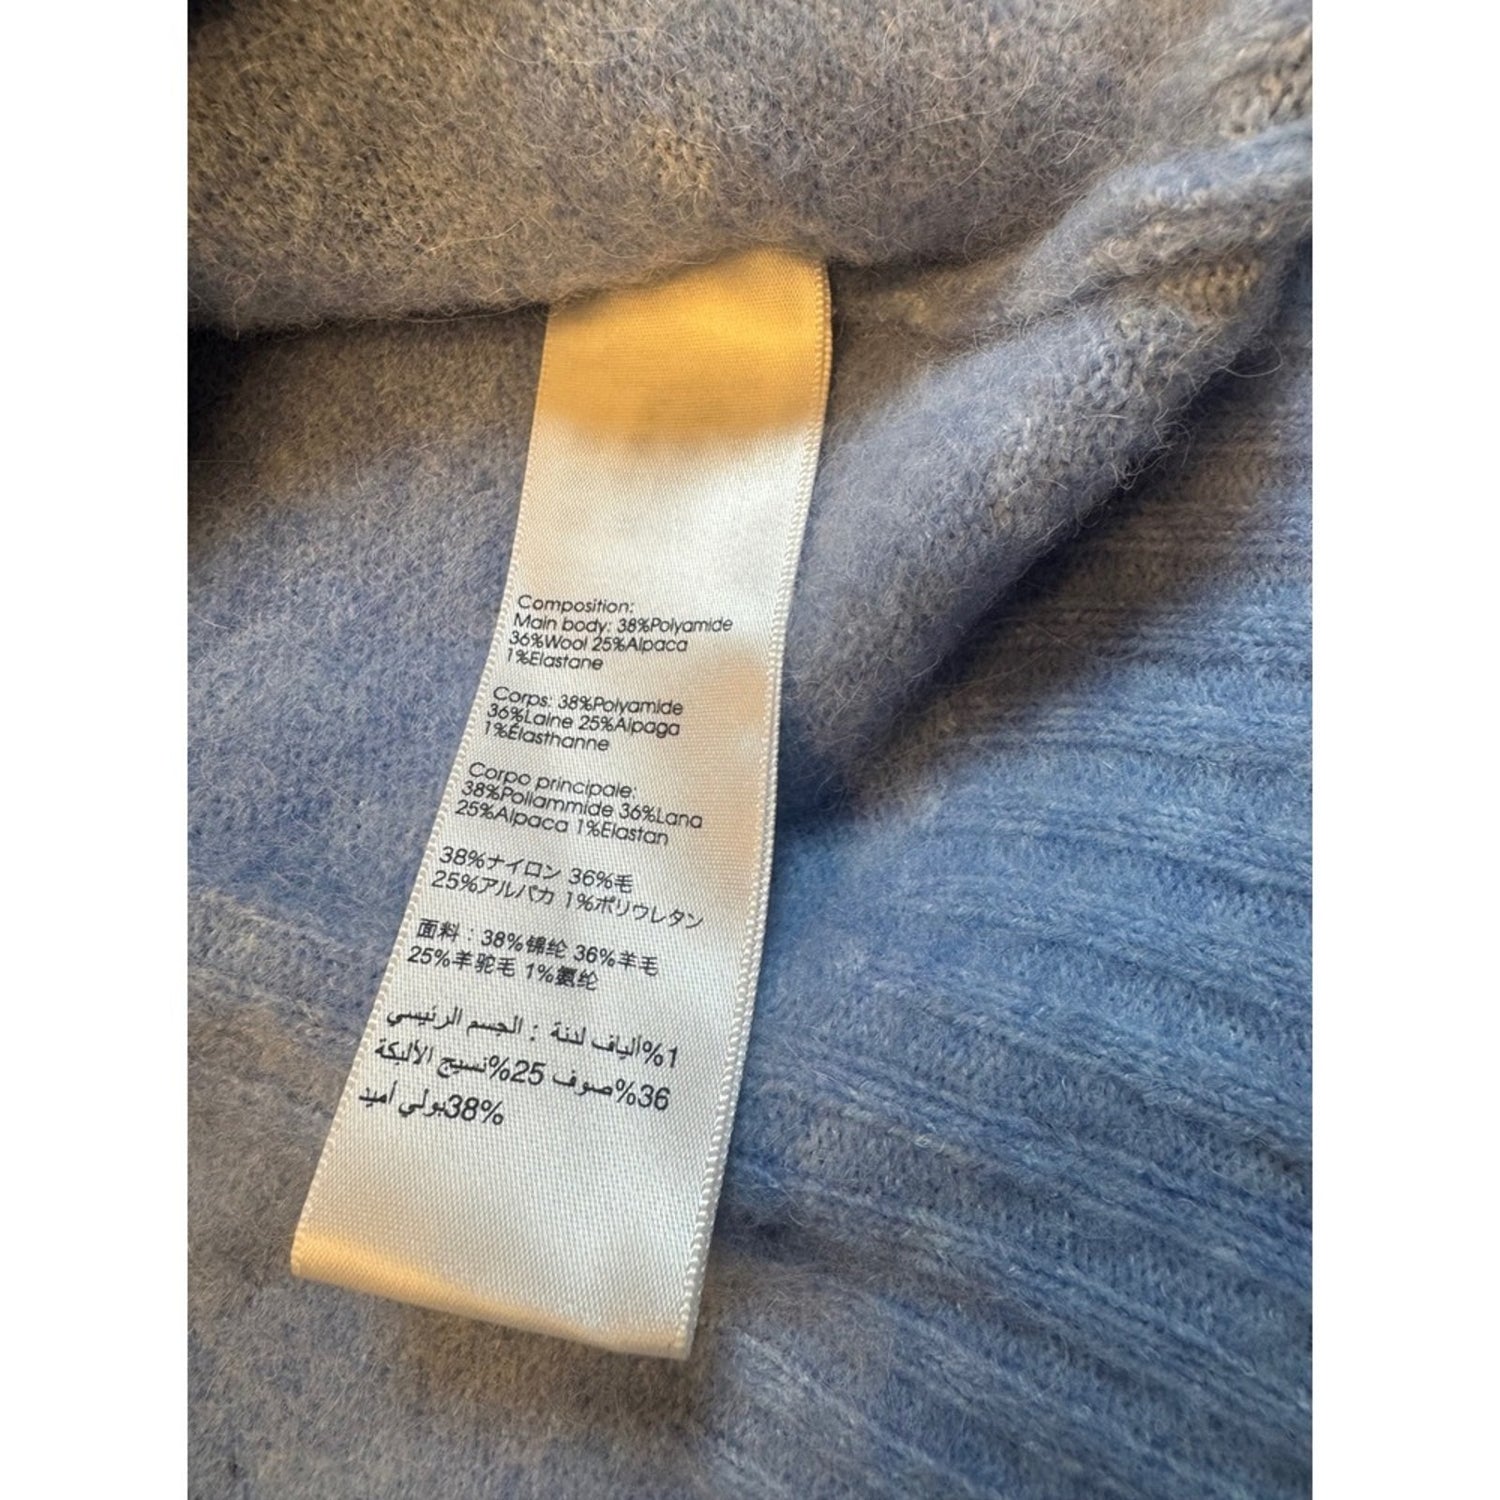 Composition:
Main body: 38%Polyamide
36%Wool 25%Alpaca
1%Elastane
Corps: 38%Polyamide
36%Laine 25%Alpaga
1%Élasthanne
Corpo principale:
38%Poliammide 36%Lana
25%Alpaca 1%Elastan
38%ナイロン 36%毛
25%アルパカ 1%ポリウレタン
面料：38%锦纶 36%羊毛
25%羊驼毛 1%氨纶
1%ألياف لدنة : الجسم الرئيسي
36%صوف 25%نسيج الألبكة
38%بولي أميد